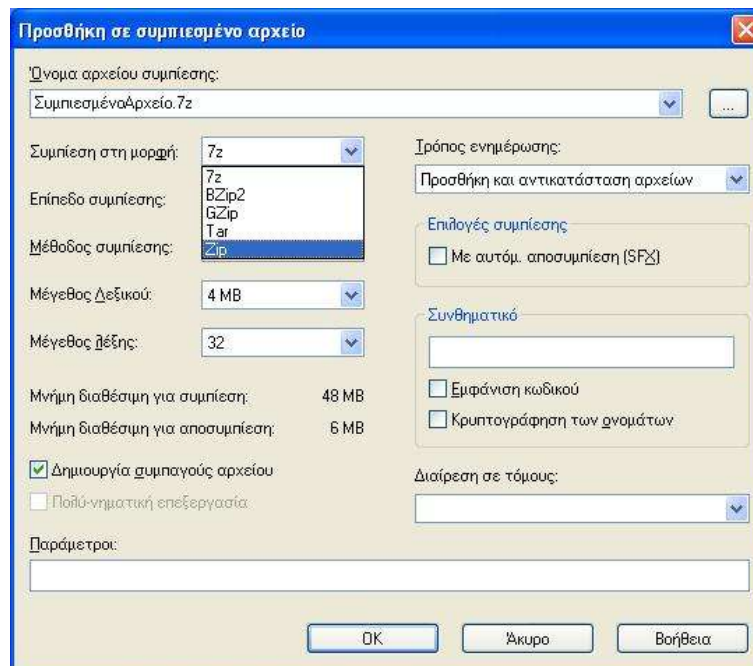 Προσθήκη σε συμπιεσμένο αρχείο
Όνομα αρχείου συμπίεσης:
ΣυμπιεσμένοΑρχείο.7z
...
Συμπίεση στη μορφή:
7z
7z
BZip2
GZip
Tar
Zip
Επίπεδο συμπίεσης:
Μέθοδος συμπίεσης:
Μέγεθος Λεξικού:
4 MB
Μέγεθος λέξης:
32
Μνήμη διαθέσιμη για συμπίεση:
48 MB
Μνήμη διαθέσιμη για αποσυμπίεση:
6 MB
Δημιουργία συμπαγούς αρχείου
Πολύ-νηματική επεξεργασία
Τρόπος ενημέρωσης:
Προσθήκη και αντικατάσταση αρχείων
Επιλογές συμπίεσης
Με αυτόμ. αποσυμπίεση (SFX)
Συνθηματικό
Εμφάνιση κωδικού
Κρυπτογράφηση των ονομάτων
Διαίρεση σε τόμους:
Παράμετροι:
OK
Άκυρο
Βοήθεια